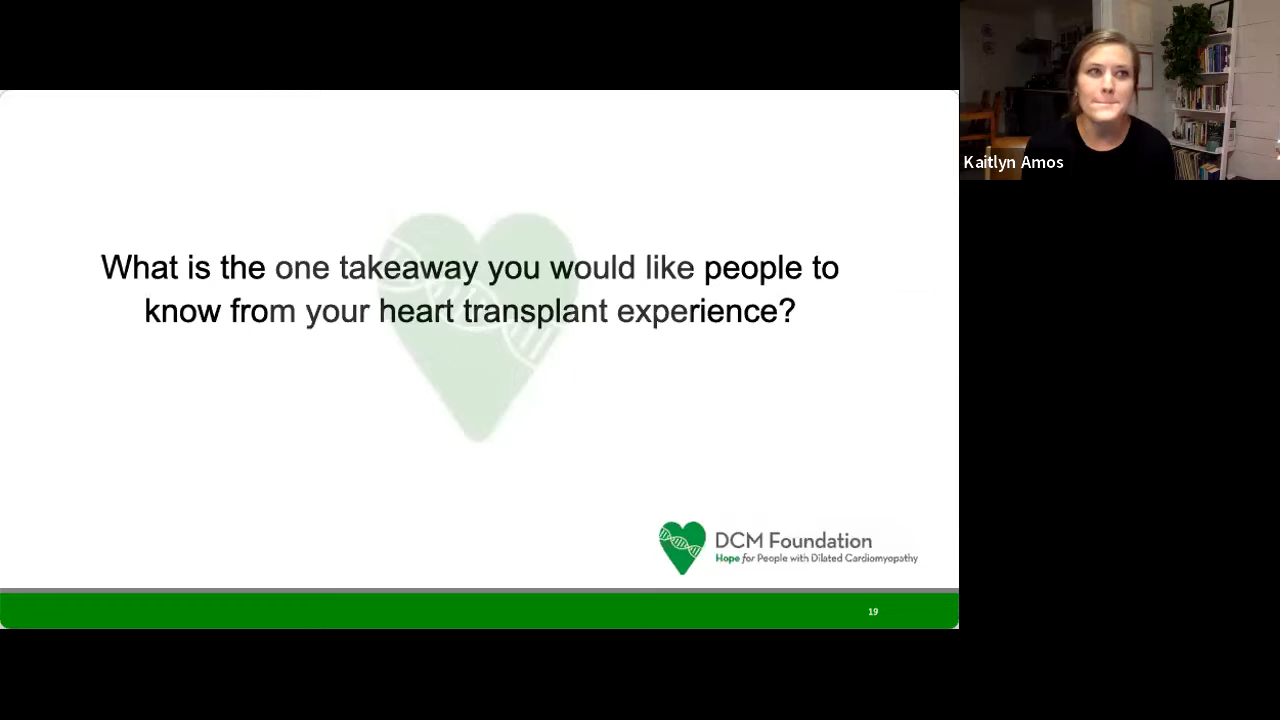 Kaitlyn Amos
What is the one takeaway you would like people to
know from your heart transplant experience?
DCM Foundation
Hope for People with Dilated Cardiomyopathy
19